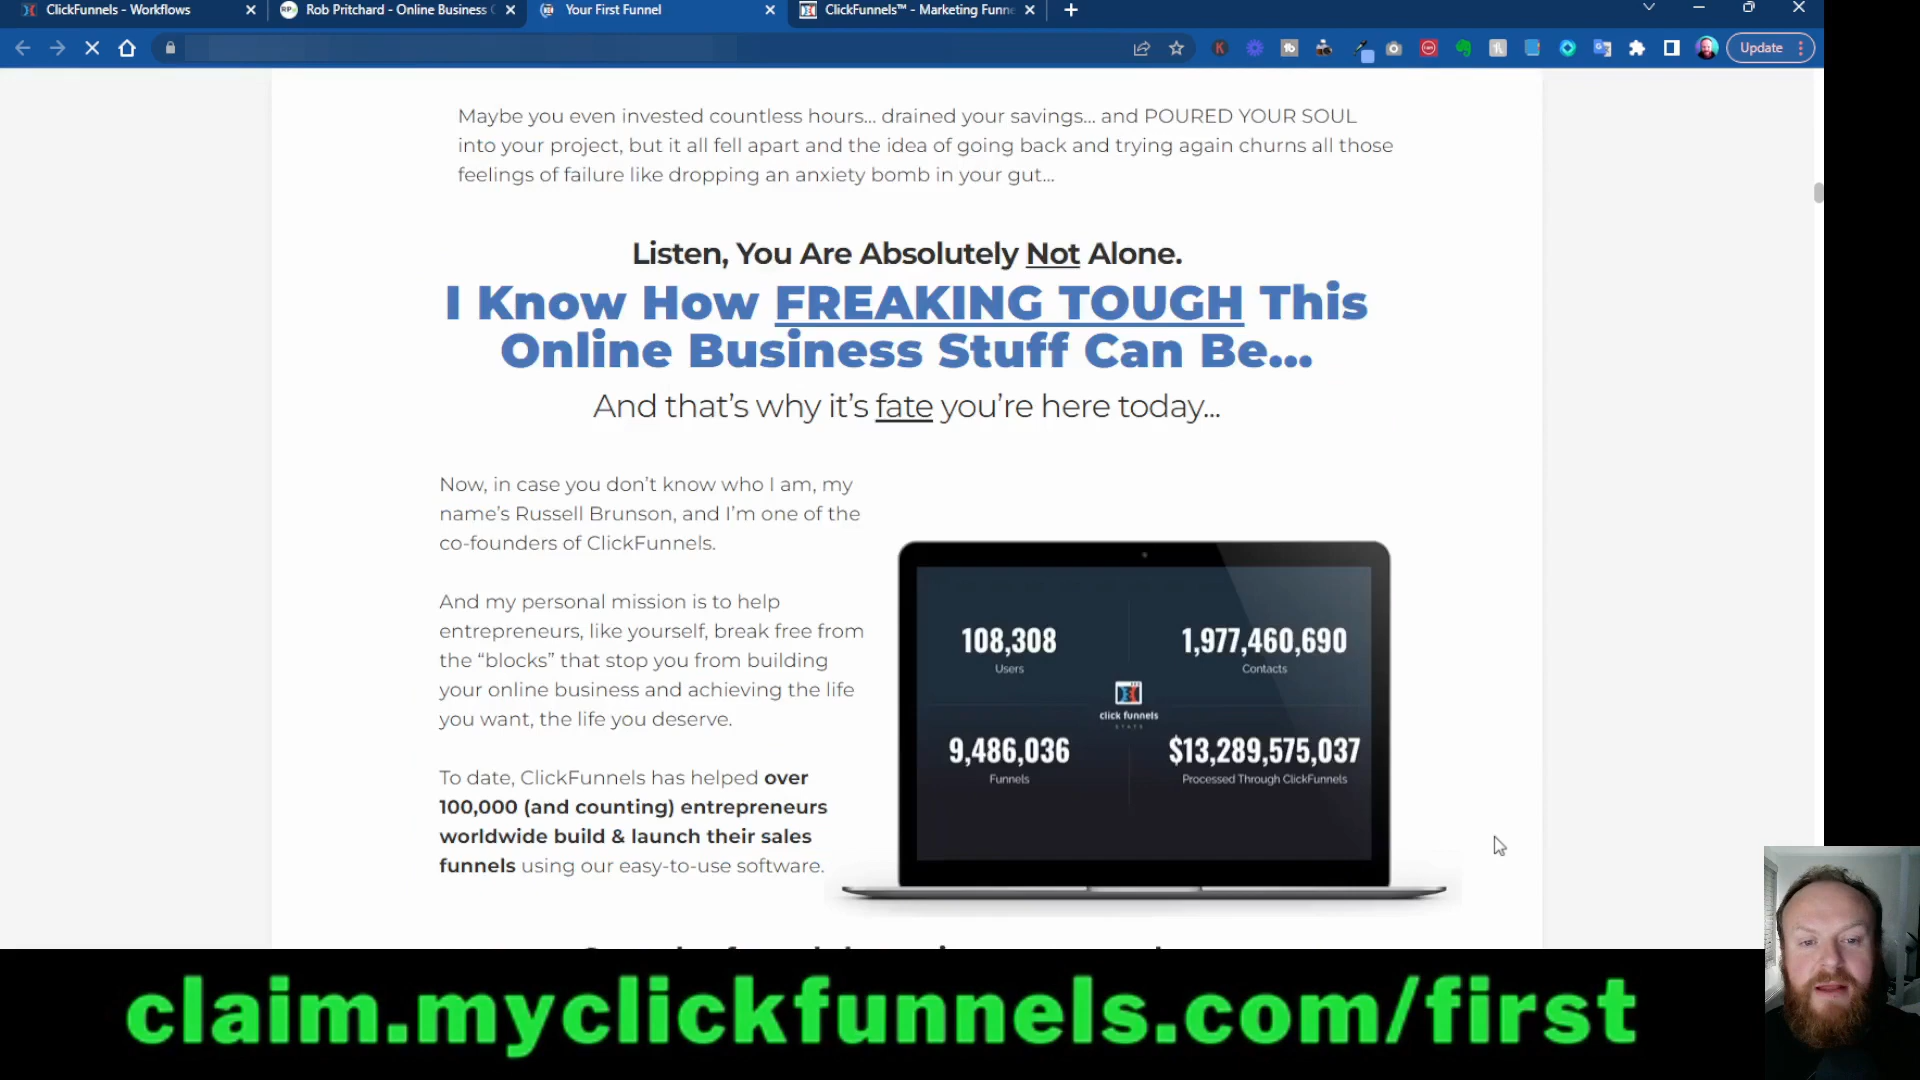 ClickFunnels - Workflows
Rob Pritchard - Online Business
Your First Funnel
ClickFunnels™ - Marketing Funne
Update
Maybe you even invested countless hours... drained your savings... and POURED YOUR SOUL
into your project, but it all fell apart and the idea of going back and trying again churns all those
feelings of failure like dropping an anxiety bomb in your gut...
Listen, You Are Absolutely Not Alone.
I Know How FREAKING TOUGH This
Online Business Stuff Can Be...
And that's why it's fate you're here today...
Now, in case you don't know who I am, my
name's Russell Brunson, and I'm one of the
co-founders of ClickFunnels.
And my personal mission is to help
entrepreneurs, like yourself, break free from
the “blocks” that stop you from building
your online business and achieving the life
you want, the life you deserve.
To date, ClickFunnels has helped over
100,000 (and counting) entrepreneurs
worldwide build & launch their sales
funnels using our easy-to-use software.
108,308
Users
1,977,460,690
Contacts
click funnels
STATS
9,486,036
Funnels
$13,289,575,037
Processed Through ClickFunnels
claim.myclickfunnels.com/first